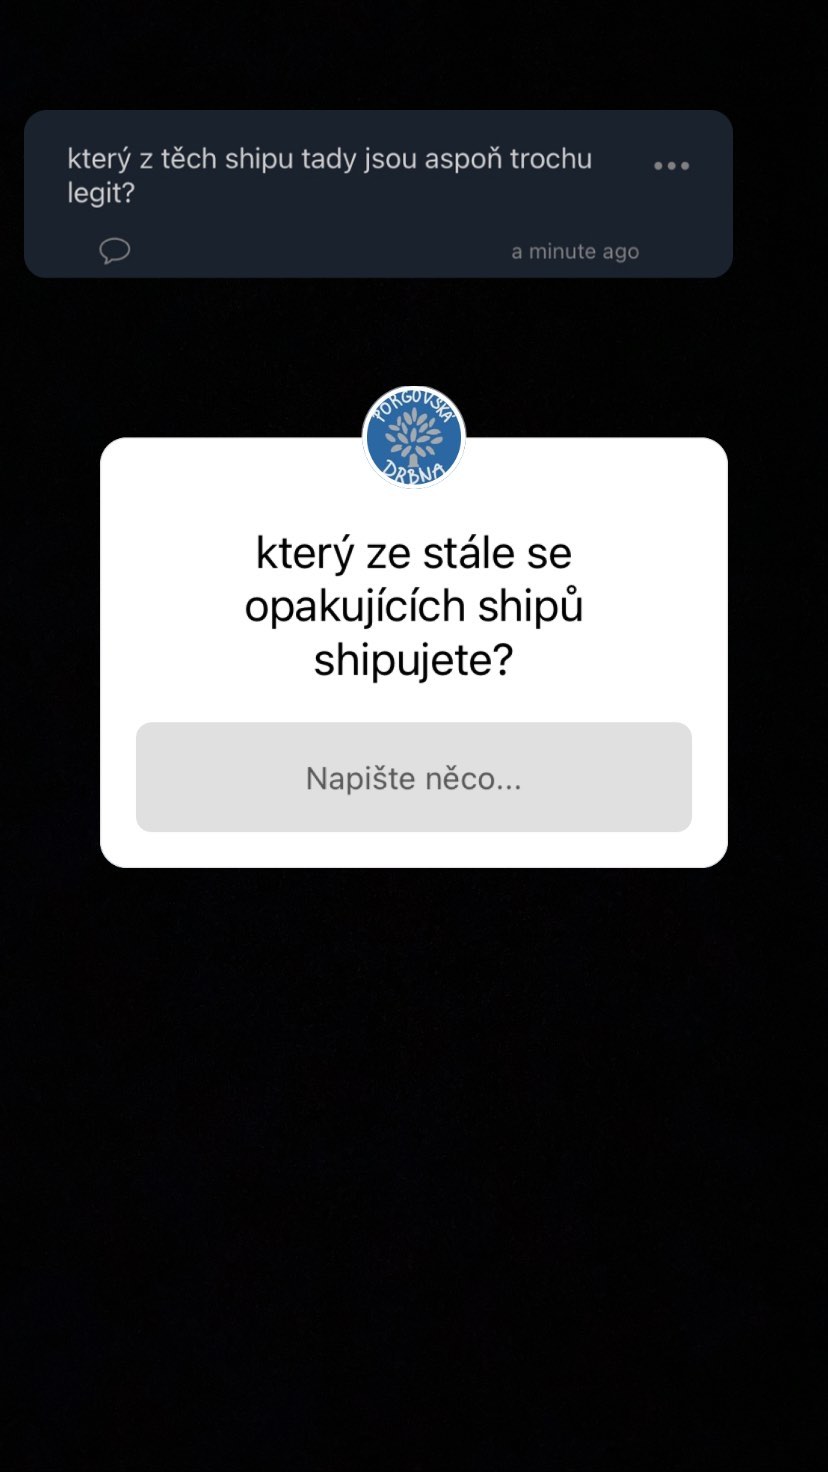 který z těch shipu tady jsou aspoň trochu
legit?
a minute ago
PORGOVSKÁ
DRBNA
který ze stále se
opakujících shipů
shipujete?
Napište něco...